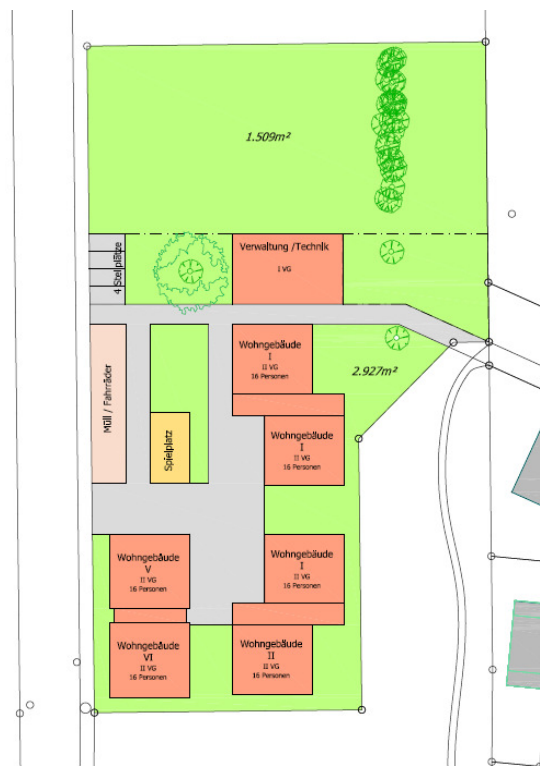 1.509m²
4 Stellplätze
Verwaltung /Technik
I VG
Müll / Fahrräder
Spielplatz
Wohngebäude
I
II VG
16 Personen
2.927m²
Wohngebäude
I
II VG
16 Personen
Wohngebäude
V
II VG
16 Personen
Wohngebäude
I
II VG
16 Personen
Wohngebäude
VI
II VG
16 Personen
Wohngebäude
II
II VG
16 Personen